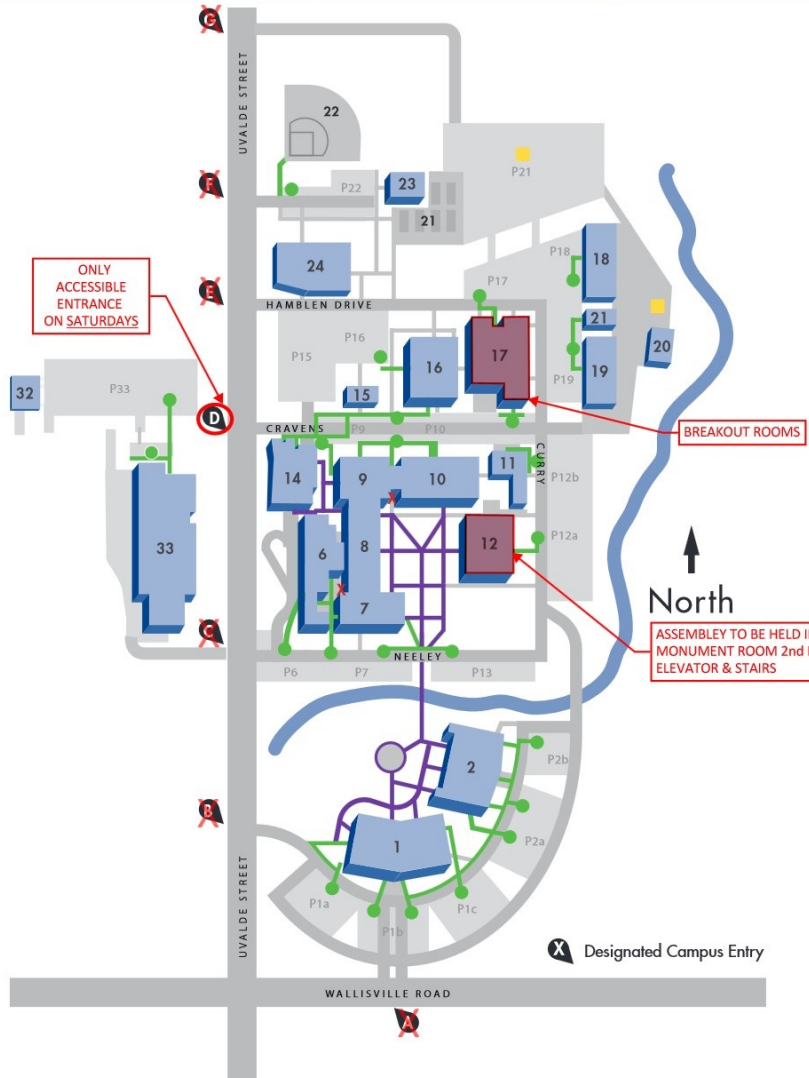 G
UVALDE STREET
22
F
P22
23
21
P21
ONLY
ACCESSIBLE
ENTRANCE
ON SATURDAYS
E
24
HAMBLEN DRIVE
P18
18
P17
P16
P15
16
17
21
20
32
P33
15
P19
19
D
CRAVENS
P9
P10
BREAKOUT ROOMS
CURRY
14
9
10
11
P12b
X
33
6
8
12
P12a
X
7
North
C
NEELEY
ASSEMBLEY TO BE HELD I
MONUMENT ROOM 2nd
ELEVATOR & STAIRS
P6
P7
P13
2
P2b
B
P2a
1
UVALDE STREET
P1a
P1b
P1c
X Designated Campus Entry
WALLISVILLE ROAD
A